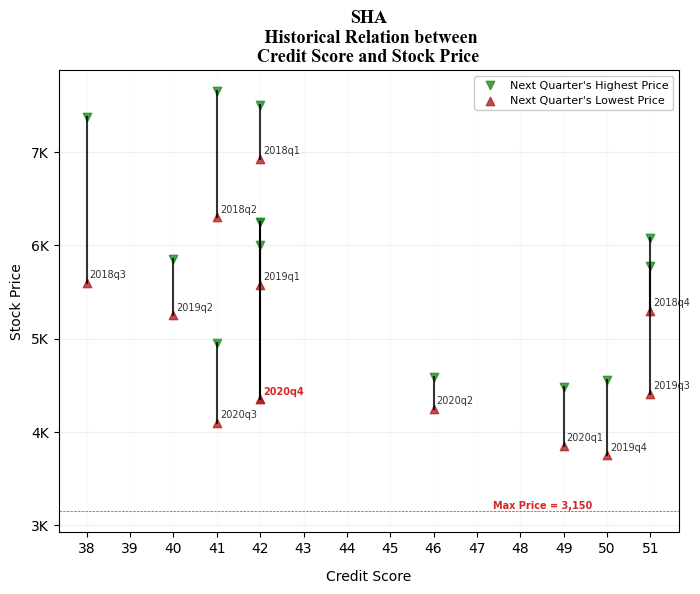 SHA
Historical Relation between
Credit Score and Stock Price
Next Quarter's Highest Price
Next Quarter's Lowest Price
Stock Price
7K
6K
5K
4K
3K
2018q1
2018q2
2018q3
2019q1
2019q2
2018q4
2019q3
2020q4
2020q2
2020q3
2020q1
2019q4
Max Price = 3,150
38 39 40 41 42 43 44 45 46 47 48 49 50 51
Credit Score